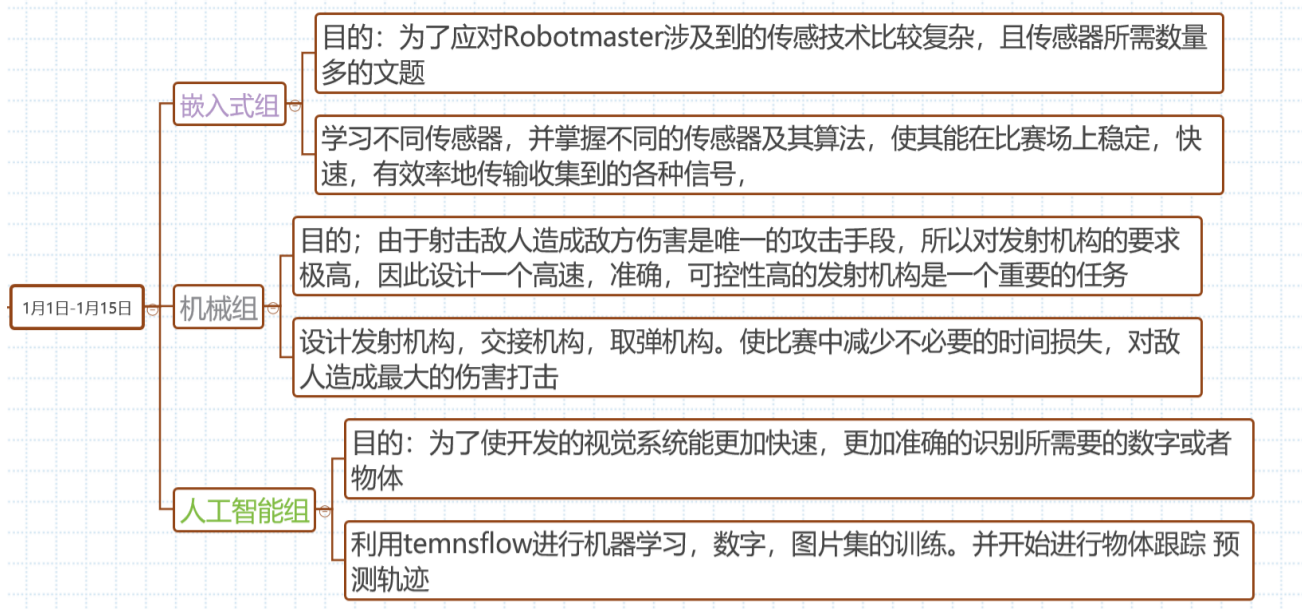 目的：为了应对Robotmaster涉及到的传感技术比较复杂，且传感器所需数量
多的文题
嵌入式组
学习不同传感器，并掌握不同的传感器及其算法，使其能在比赛场上稳定，快
速，有效率地传输收集到的各种信号，
目的；由于射击敌人造成敌方伤害是唯一的攻击手段，所以对发射机构的要求
极高，因此设计一个高速，准确，可控性高的发射机构是一个重要的任务
1月1日-1月15日
机械组
设计发射机构，交接机构，取弹机构。使比赛中减少不必要的时间损失，对敌
人造成最大的伤害打击
目的：为了使开发的视觉系统能更加快速，更加准确的识别所需要的数字或者
物体
人工智能组
利用temnsflow进行机器学习，数字，图片集的训练。并开始进行物体跟踪 预
测轨迹